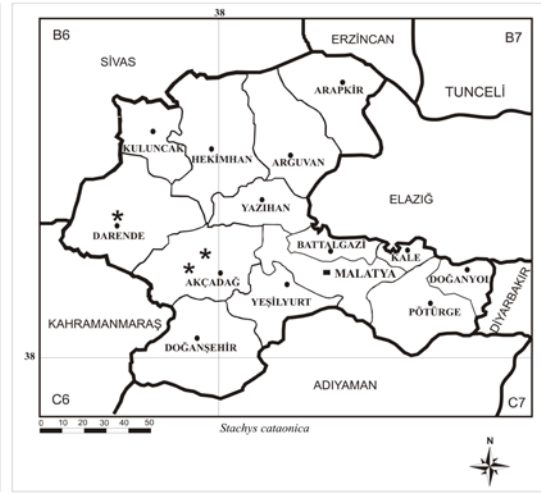 38
B6
B7
ERZİNCAN
SİVAS
TUNCELİ
ARAPKİR
KULUNCAK
HEKİMHAN
ARGUVAN
ELAZIĞ
YAZIHAN
*
DARENDE
BATTALGAZİ
KALE
* *
AKÇADAĞ
MALATYA
DOĞANYOL
DİYARBAKIR
YEŞİLYURT
PÖTÜRGE
KAHRAMANMARAŞ
DOĞANŞEHİR
38
ADIYAMAN
C6
C7
0 10 20 30 40 50
Stachys cataonica
N